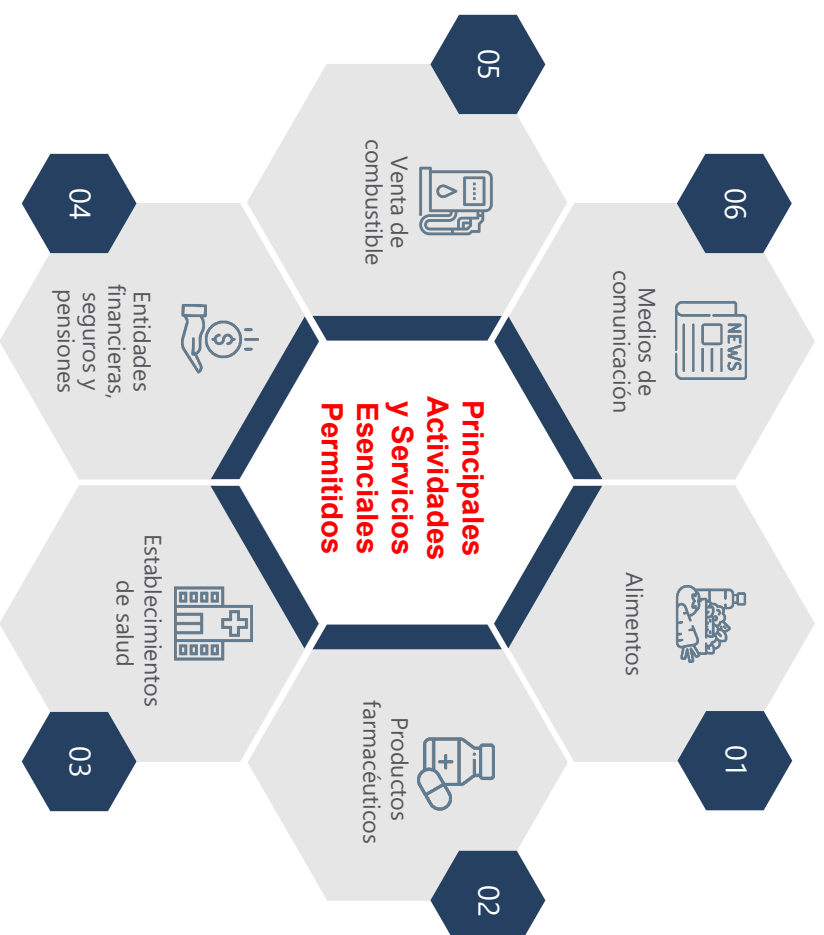 Principales
Actividades
y Servicios
Esenciales
Permitidos
01
Alimentos
02
Productos
farmacéuticos
03
Establecimientos
de salud
04
Entidades
financieras,
seguros y
pensiones
05
Venta de
combustible
06
NEWS
Medios de
comunicación